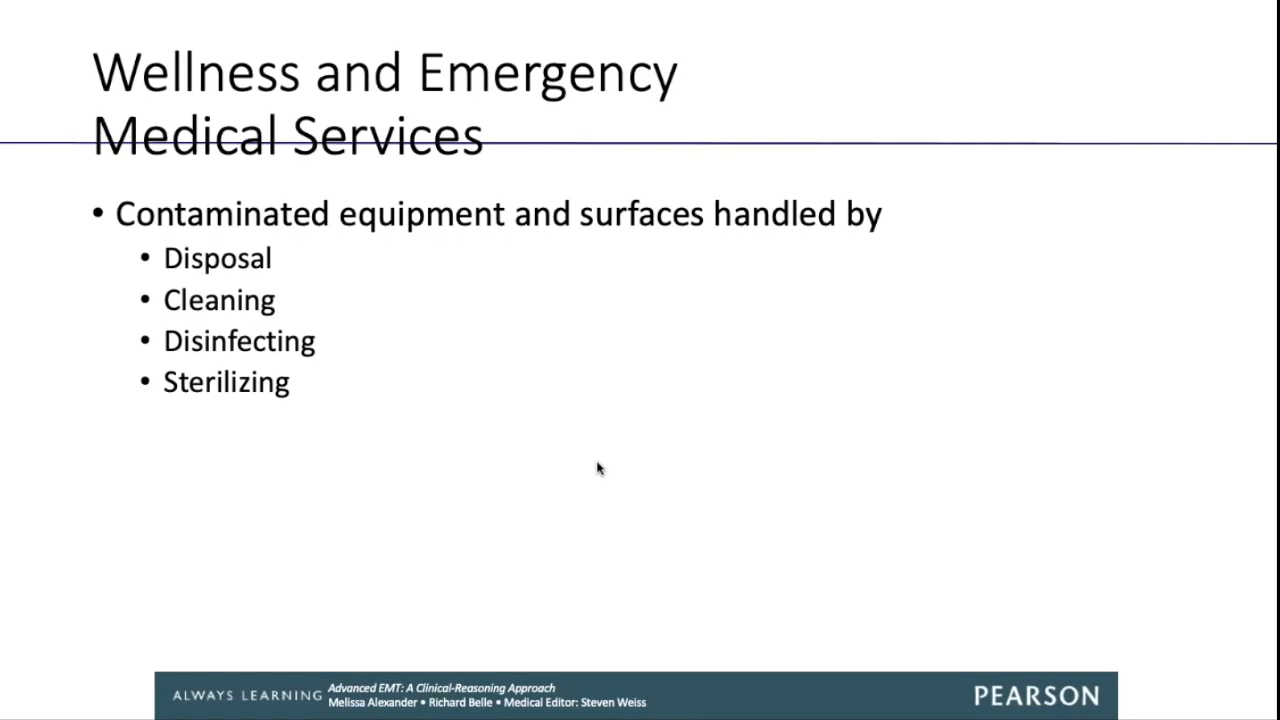 Wellness and Emergency
Medical Services
• Contaminated equipment and surfaces handled by
• Disposal
• Cleaning
• Disinfecting
• Sterilizing
ALWAYS LEARNING
Advanced EMT: A Clinical-Reasoning Approach
Melissa Alexander • Richard Belle • Medical Editor: Steven Weiss
PEARSON